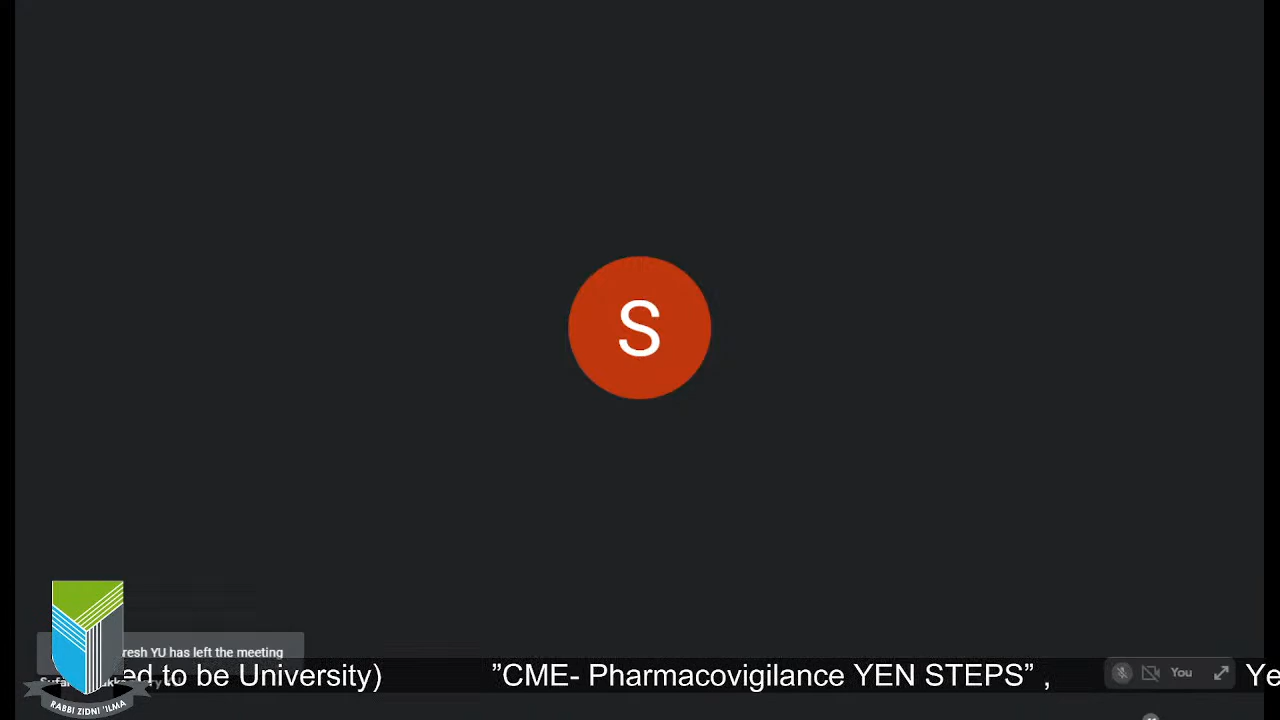 S
resh YU has left the meeting
ed to be University) ”CME- Pharmacovigilance YEN STEPS” , Ye
You
RABBI ZIDNI 'ILMA